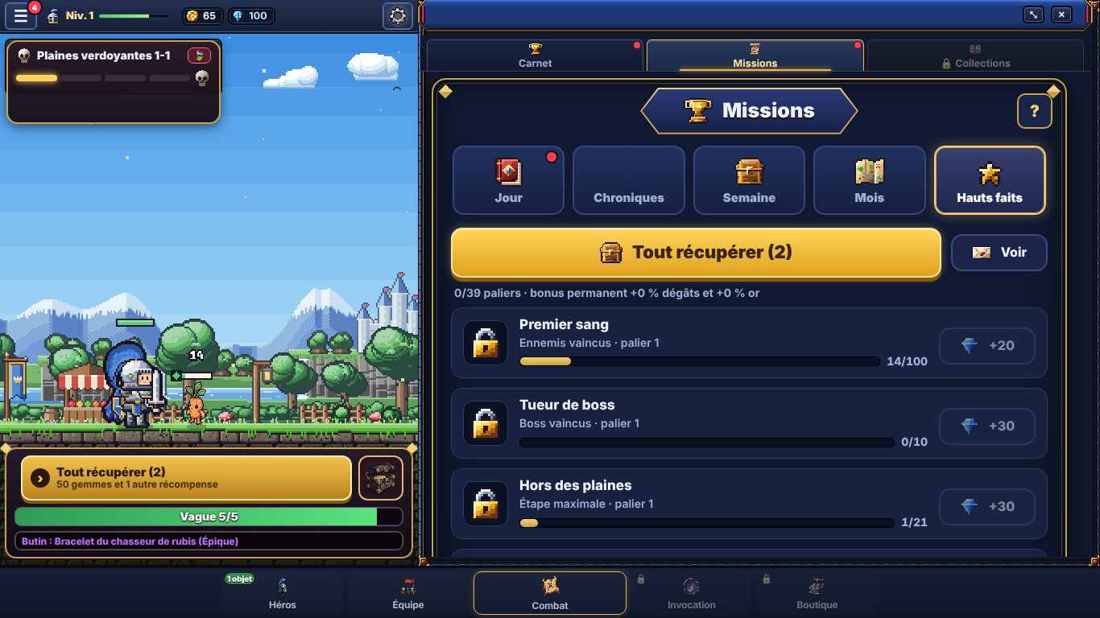 4
Niv. 1
65
100
Plaines verdoyantes 1-1
14
Tout récupérer (2)
50 gemmes et 1 autre récompense
Vague 5/5
Butin : Bracelet du chasseur de rubis (Épique)
Carnet
Missions
Collections
Missions
?
Jour
Chroniques
Semaine
Mois
Hauts faits
Tout récupérer (2)
Voir
0/39 paliers · bonus permanent +0 % dégâts et +0 % or
Premier sang
Ennemis vaincus · palier 1
14/100
+20
Tueur de boss
Boss vaincus · palier 1
0/10
+30
Hors des plaines
Étape maximale · palier 1
1/21
+30
1 objet
Héros
Équipe
Combat
Invocation
Boutique